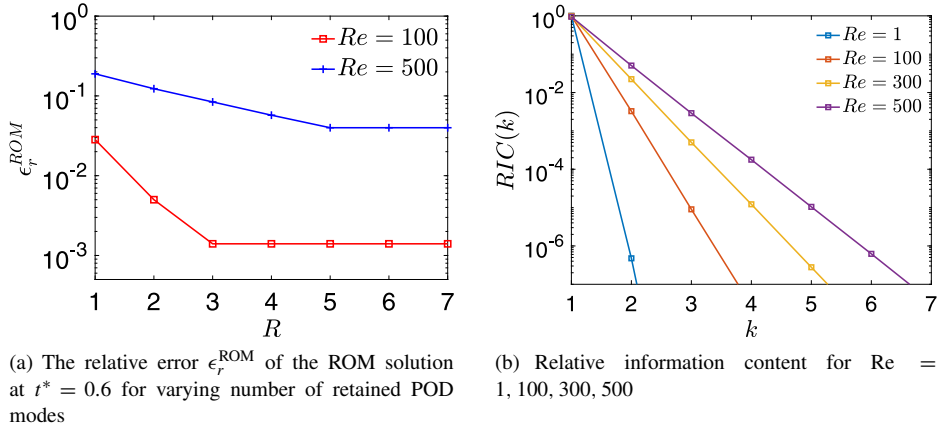 10^0
10^-1
10^-2
10^-3
ϵ_r^ROM
Re = 100
Re = 500
1 2 3 4 5 6 7
R
10^0
10^-2
10^-4
10^-6
RIC(k)
Re = 1
Re = 100
Re = 300
Re = 500
1 2 3 4 5 6 7
k
(a) The relative error ϵ_r^ROM of the ROM solution
at t* = 0.6 for varying number of retained POD
modes
(b) Relative information content for Re =
1, 100, 300, 500